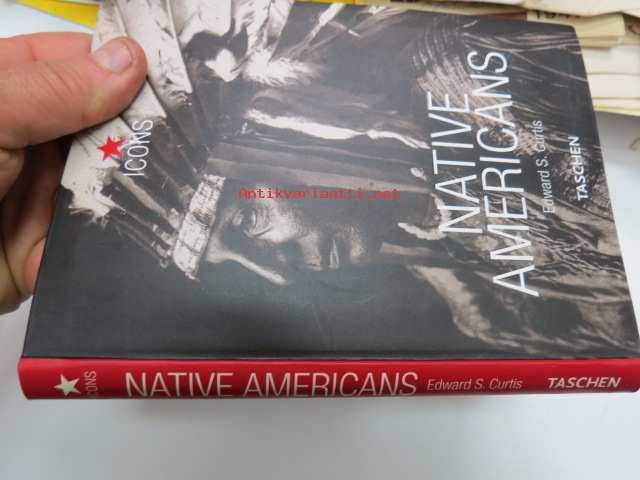 ICONS
NATIVE
AMERICANS
Edward S. Curtis
TASCHEN
Antikvariaatti.net
ICONS
NATIVE AMERICANS Edward S. Curtis TASCHEN